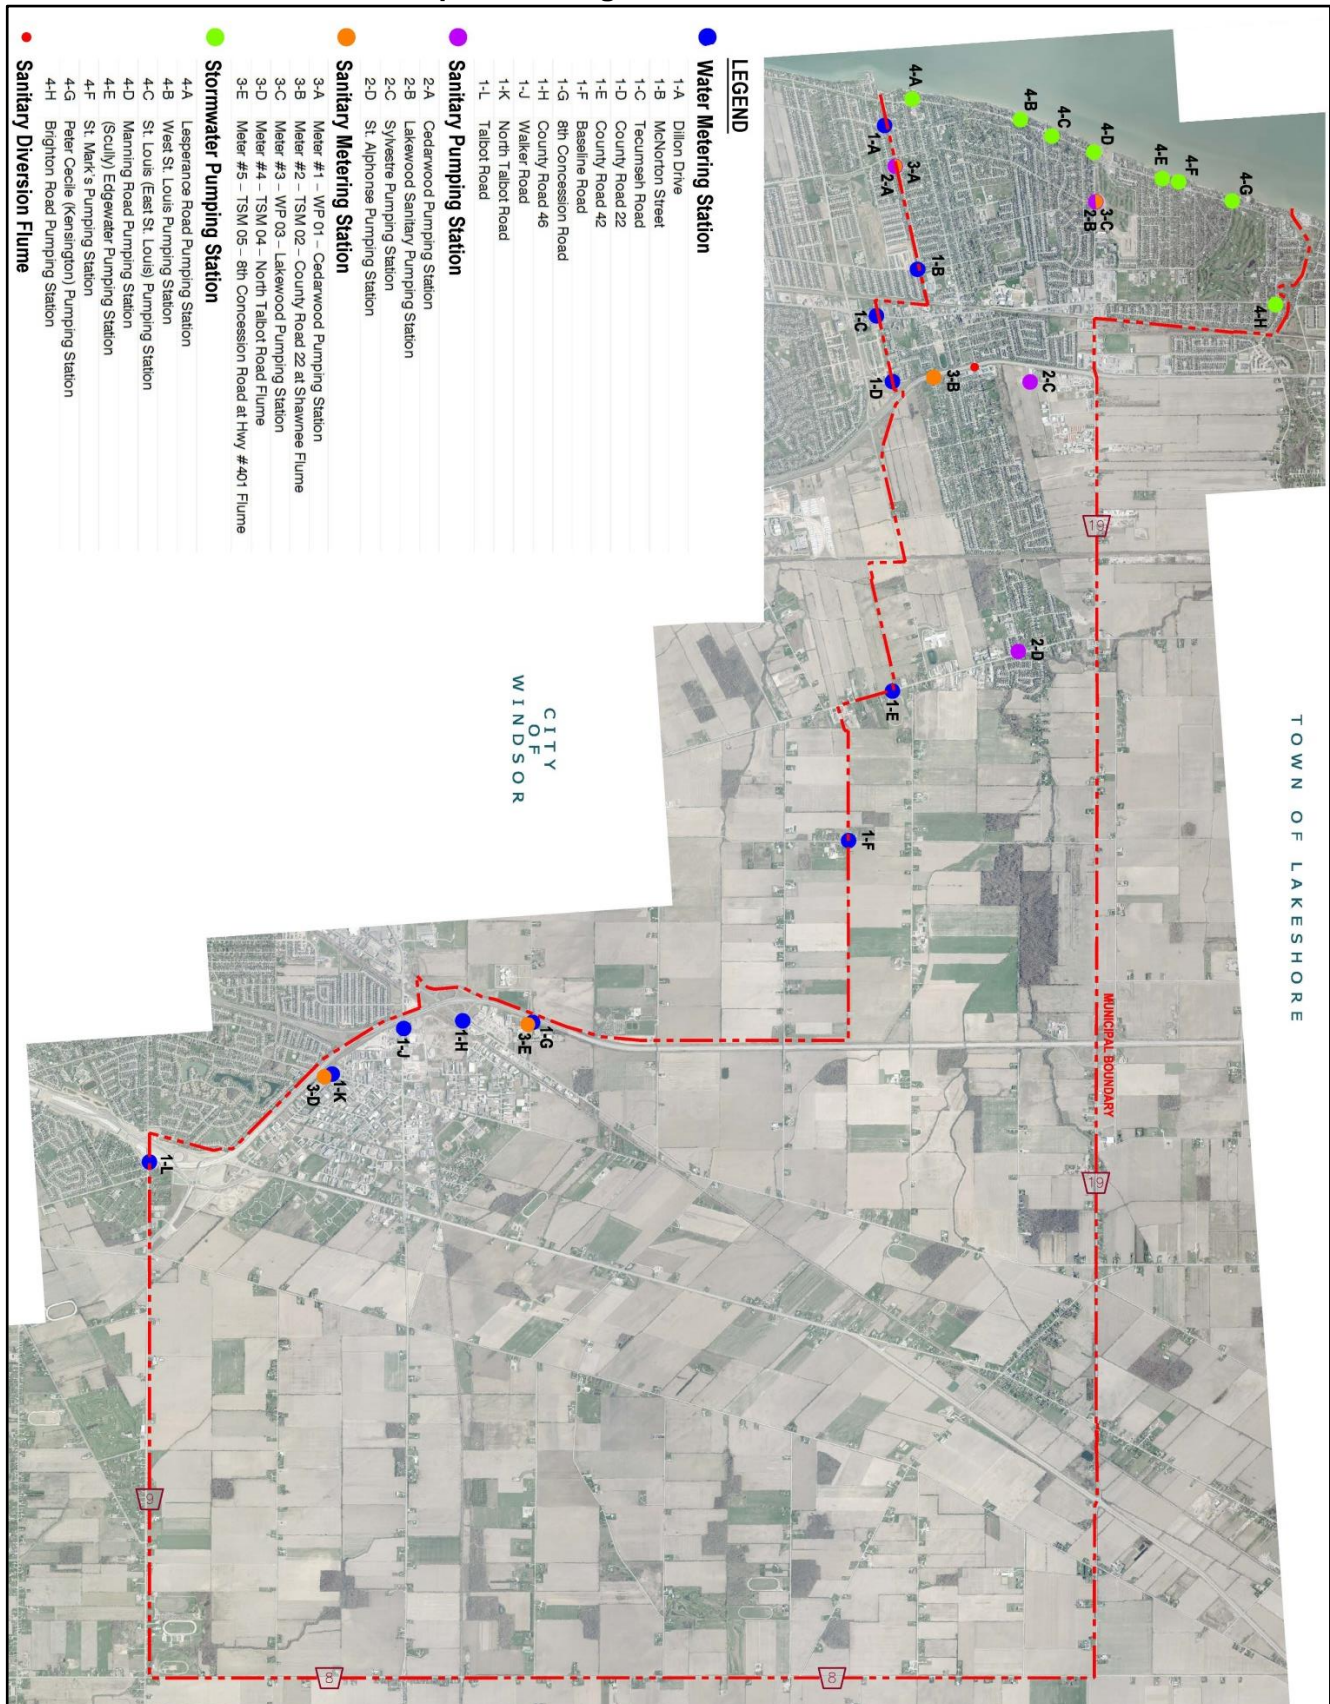 LEGEND
Water Metering Station
1-A Dillon Drive
1-B McNorton Street
1-C Tecumseh Road
1-D County Road 22
1-E County Road 42
1-F Baseline Road
1-G 8th Concession Road
1-H County Road 46
1-J Walker Road
1-K North Talbot Road
1-L Talbot Road
Sanitary Pumping Station
2-A Cedarwood Pumping Station
2-B Lakewood Sanitary Pumping Station
2-C Sylvestre Pumping Station
2-D St. Alphonse Pumping Station
Sanitary Metering Station
3-A Meter #1 – WP 01 – Cedarwood Pumping Station
3-B Meter #2 – TSM 02 – County Road 22 at Shawnee Flume
3-C Meter #3 – WP 03 – Lakewood Pumping Station
3-D Meter #4 – TSM 04 – North Talbot Road Flume
3-E Meter #5 – TSM 05 – 8th Concession Road at Hwy #401 Flume
Stormwater Pumping Station
4-A Lesperance Road Pumping Station
4-B West St. Louis Pumping Station
4-C St. Louis (East St. Louis) Pumping Station
4-D Manning Road Pumping Station
4-E (Scully) Edgewater Pumping Station
4-F St. Mark's Pumping Station
4-G Peter Cecile (Kensington) Pumping Station
4-H Brighton Road Pumping Station
Sanitary Diversion Flume
4-A
4-B
4-C
4-D
4-E
4-F
4-G
4-H
1-A
3-A
2-A
3-C
2-B
1-B
1-C
1-D
3-B
2-C
2-D
1-E
1-F
1-G
3-E
1-H
1-J
1-K
3-D
1-L
19
19
9
8
8
MUNICIPAL BOUNDARY
TOWN OF LAKESHORE
CITY
OF
WINDSOR